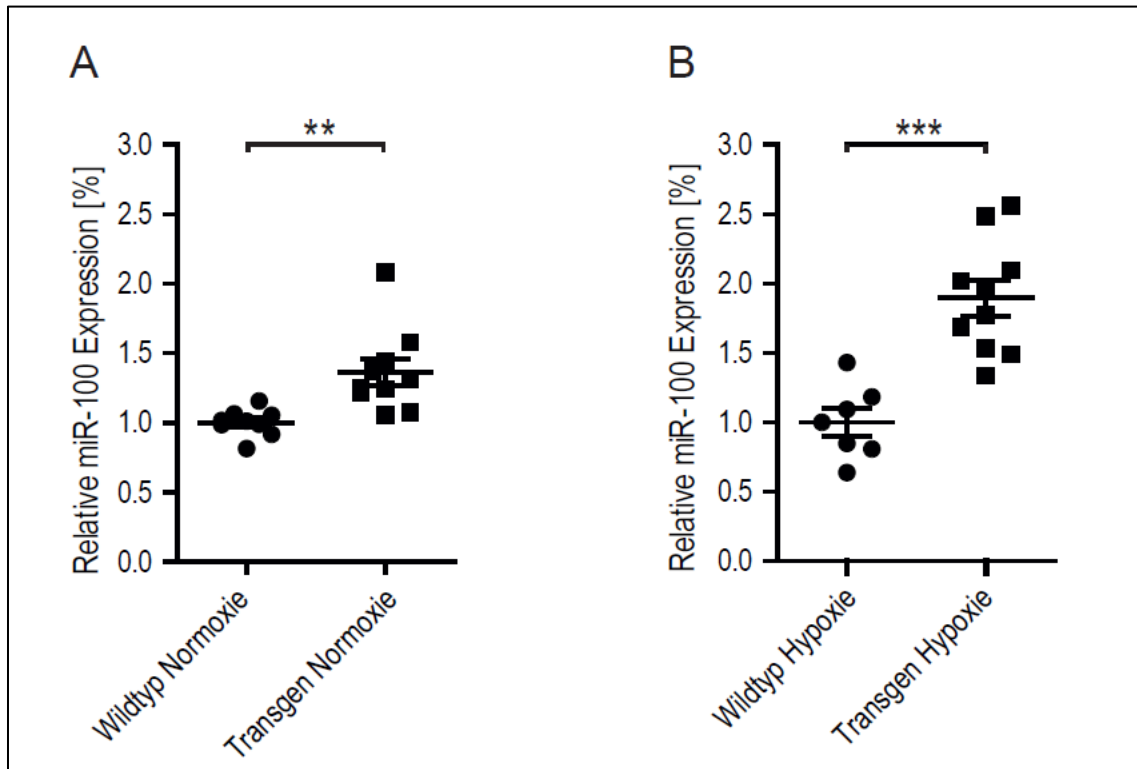 A
**
Relative miR-100 Expression [%]
3.0
2.5
2.0
1.5
1.0
0.5
0.0
Wildtyp Normoxie
Transgen Normoxie
B
***
Relative miR-100 Expression [%]
3.0
2.5
2.0
1.5
1.0
0.5
0.0
Wildtyp Hypoxie
Transgen Hypoxie